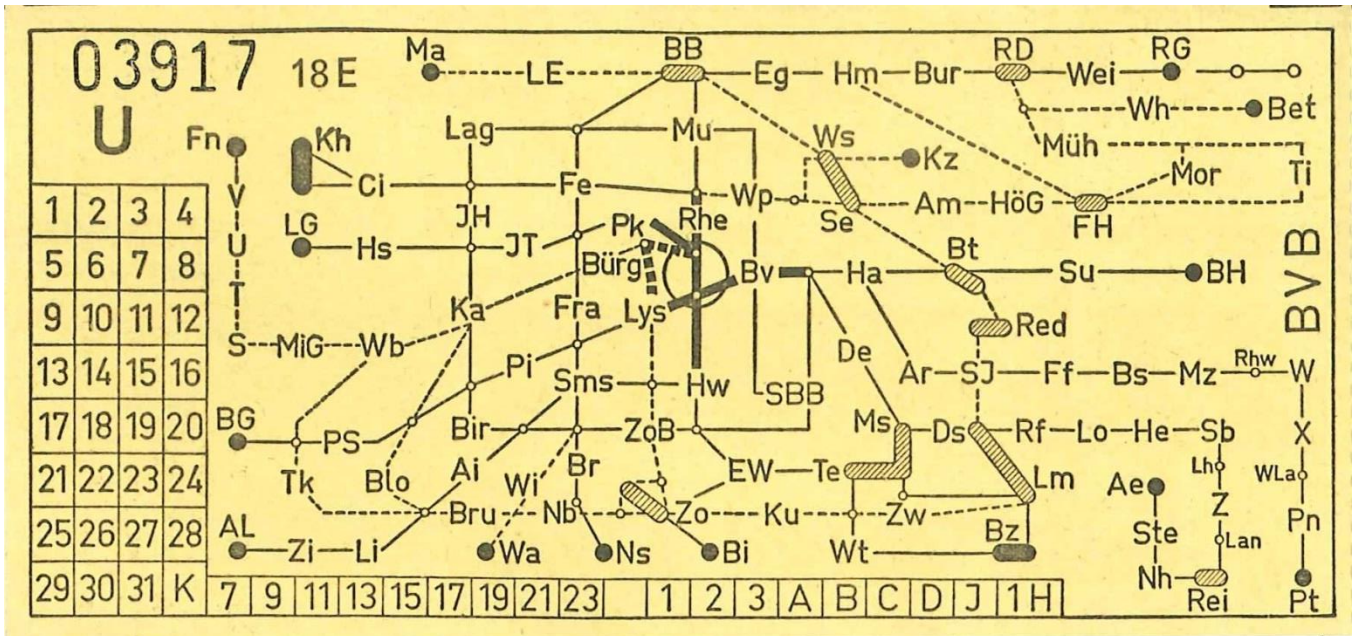 03917 18 E
U
Ma LE BB Eg Hm Bur RD Wei RG
Wh Bet
Fn Kh Lag Mu Ws Kz Müh
Ci Fe Wp Mor Ti
V JH Pk Rhe Se Am HöG FH
1 2 3 4
LG Hs JT Bürg Bt
U
5 6 7 8
T Bv Ha Su BH
9 10 11 12
Ka Fra Lys Red
BVB
S MiG Wb De Rhw
13 14 15 16
Pi Sms Hw SBB Ar SJ Ff Bs Mz W
17 18 19 20
BG PS Bir ZoB Ms Ds Rf Lo He Sb X
21 22 23 24
Tk Blo Ai Wi Br EW Te Lm Ae Lh WLa
Bru Nb Zo Ku Zw Z Pn
25 26 27 28
AL Zi Li Wa Ns Bi Wt Bz Ste Lan
29 30 31 K
Nh Rei Pt
7 9 11 13 15 17 19 21 23 1 2 3 A B C D J 1 H